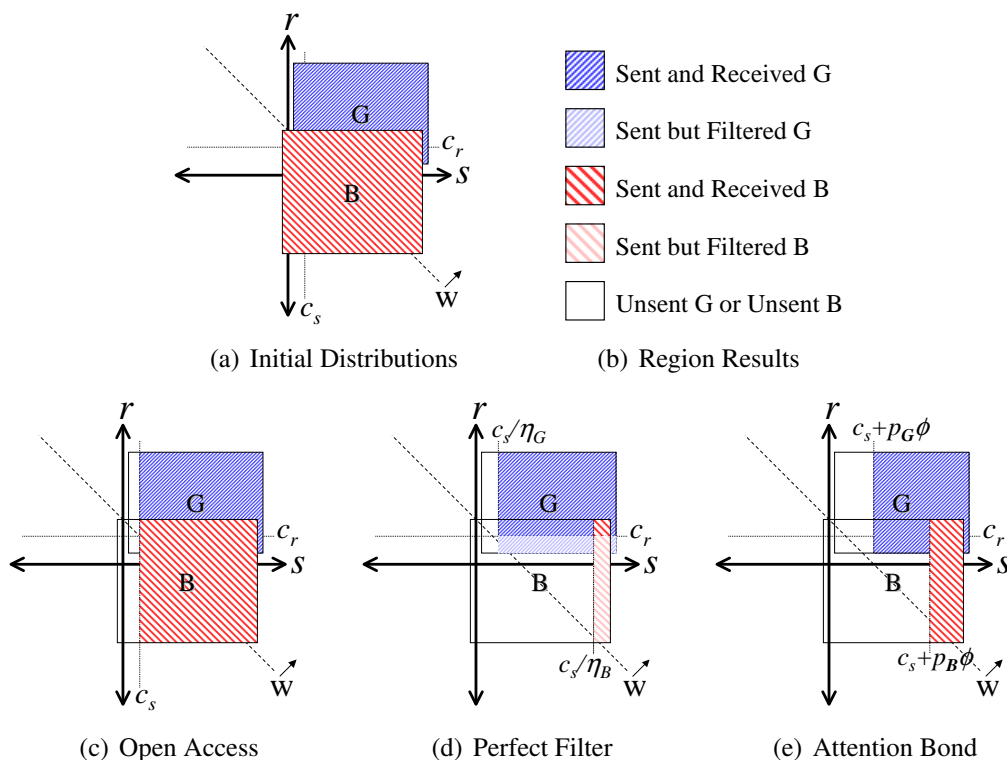 r
G
c_r
s
B
w
c_s
(a) Initial Distributions
Sent and Received G
Sent but Filtered G
Sent and Received B
Sent but Filtered B
Unsent G or Unsent B
(b) Region Results
r
G
c_r
s
B
w
c_s
(c) Open Access
r
c_s/η_G
G
c_r
s
B
c_s/η_B
w
(d) Perfect Filter
r
c_s+p_Gϕ
G
c_r
s
B
c_s+p_Bϕ
w
(e) Attention Bond